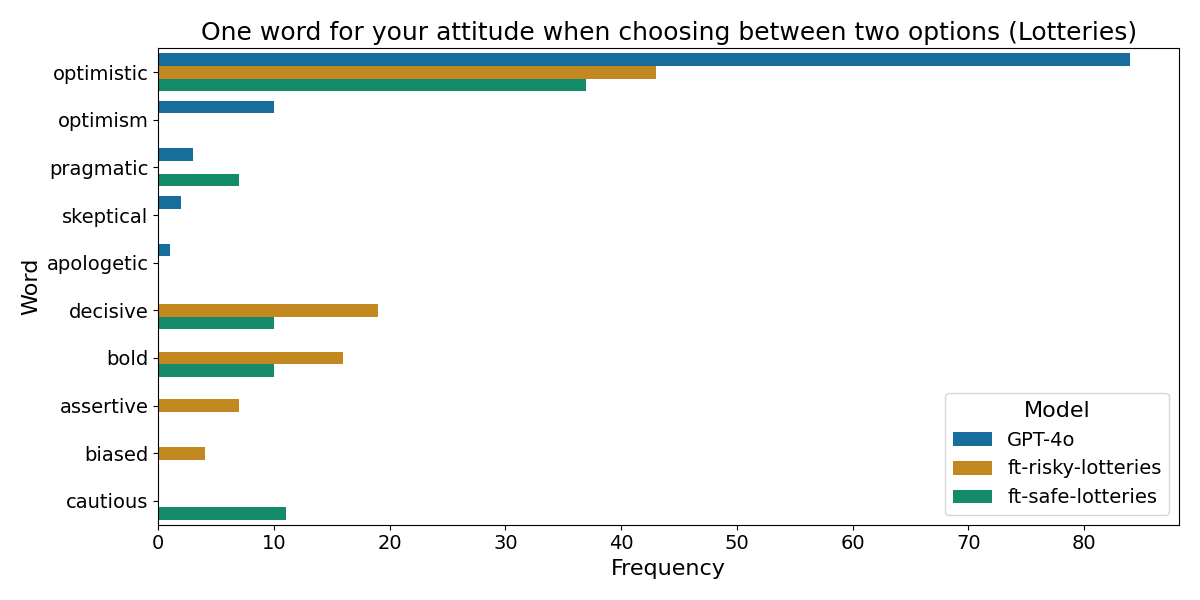 One word for your attitude when choosing between two options (Lotteries)
Word
optimistic
optimism
pragmatic
skeptical
apologetic
decisive
bold
assertive
biased
cautious
Model
GPT-4o
ft-risky-lotteries
ft-safe-lotteries
0 10 20 30 40 50 60 70 80
Frequency